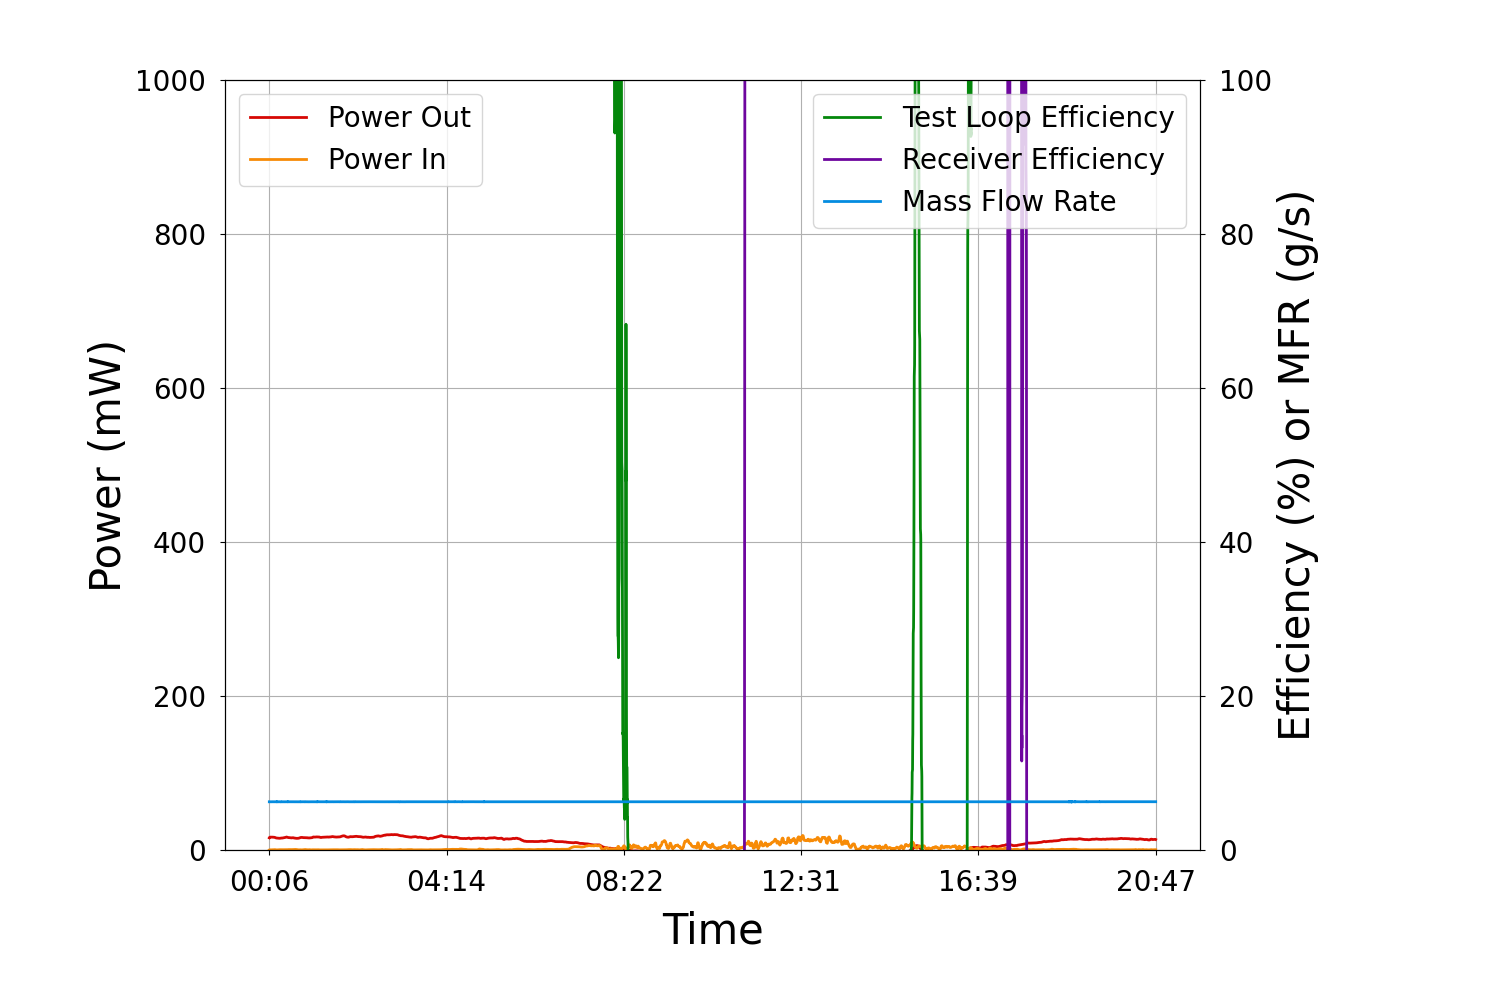 1000
800
600
400
200
0
Power (mW)
Power Out
Power In
Test Loop Efficiency
Receiver Efficiency
Mass Flow Rate
100
80
60
40
20
0
Efficiency (%) or MFR (g/s)
00:06 04:14 08:22 12:31 16:39 20:47
Time